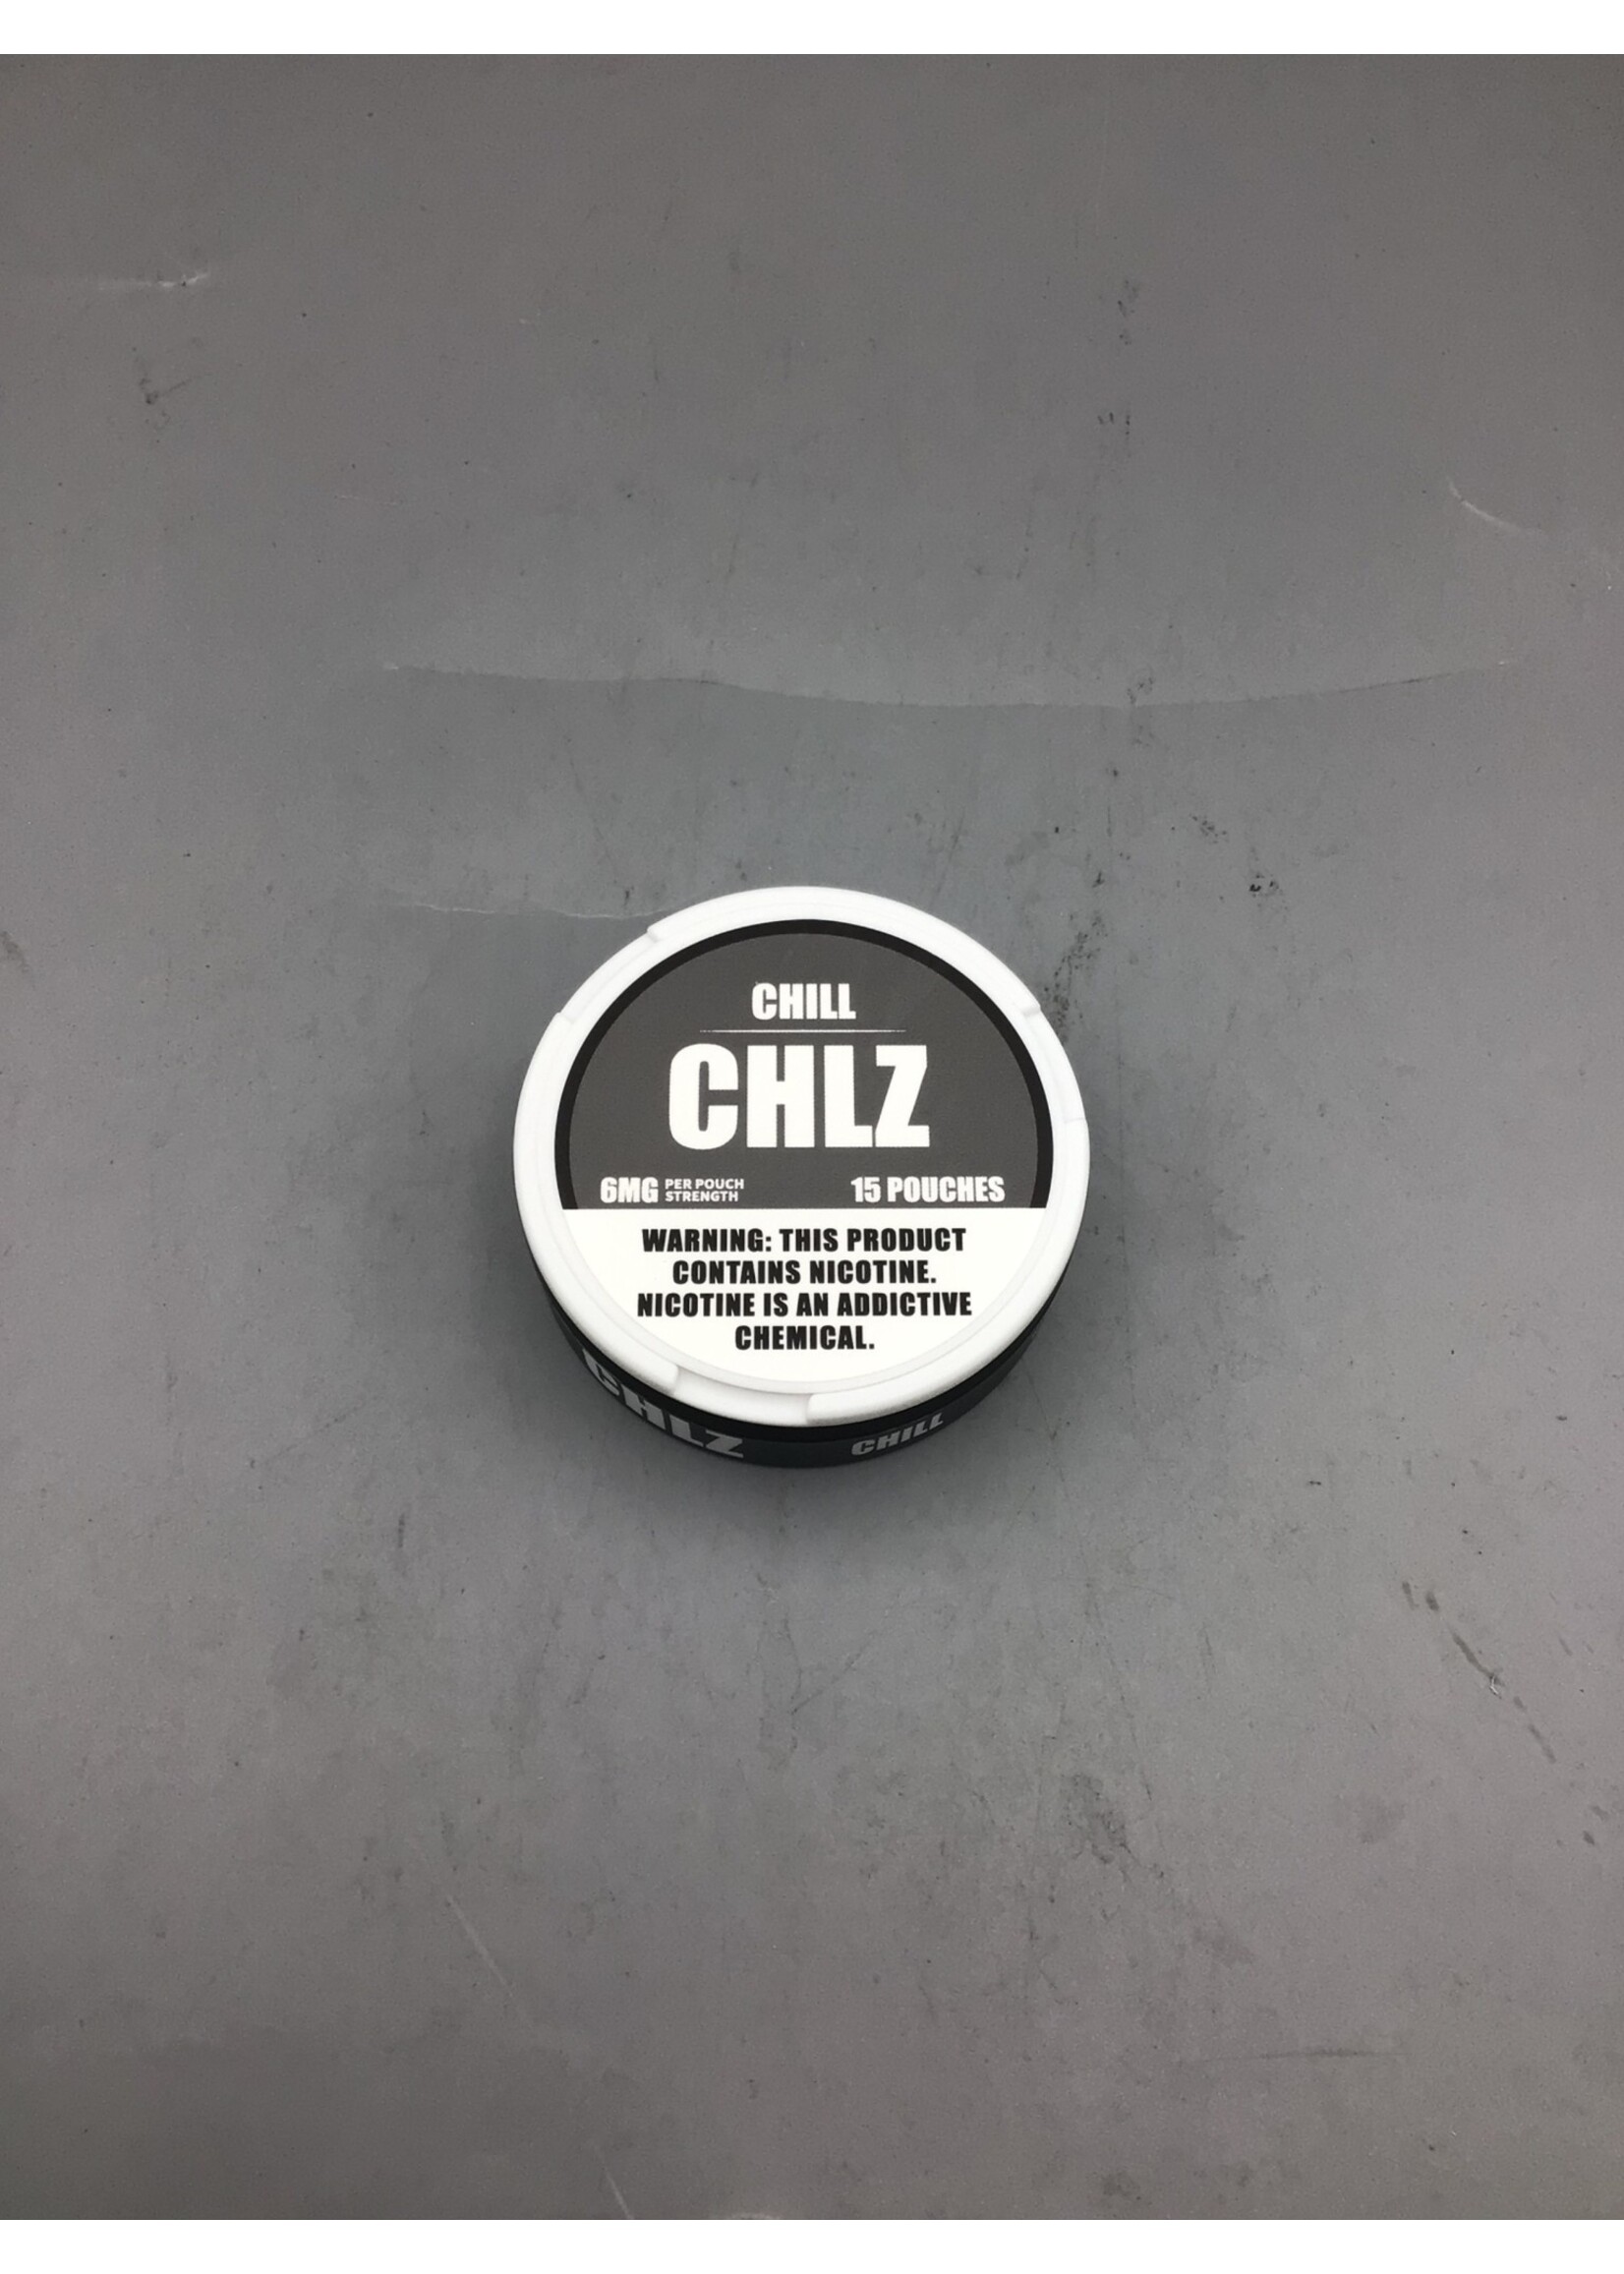 CHILL
CHLZ
6MG PER POUCH STRENGTH
15 POUCHES
WARNING: THIS PRODUCT
CONTAINS NICOTINE.
NICOTINE IS AN ADDICTIVE
CHEMICAL.
CHLZ
CHILL